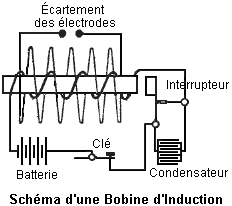 Écartement
des électrodes
Interrupteur
Clé
Batterie
Condensateur
Schéma d'une Bobine d'Induction